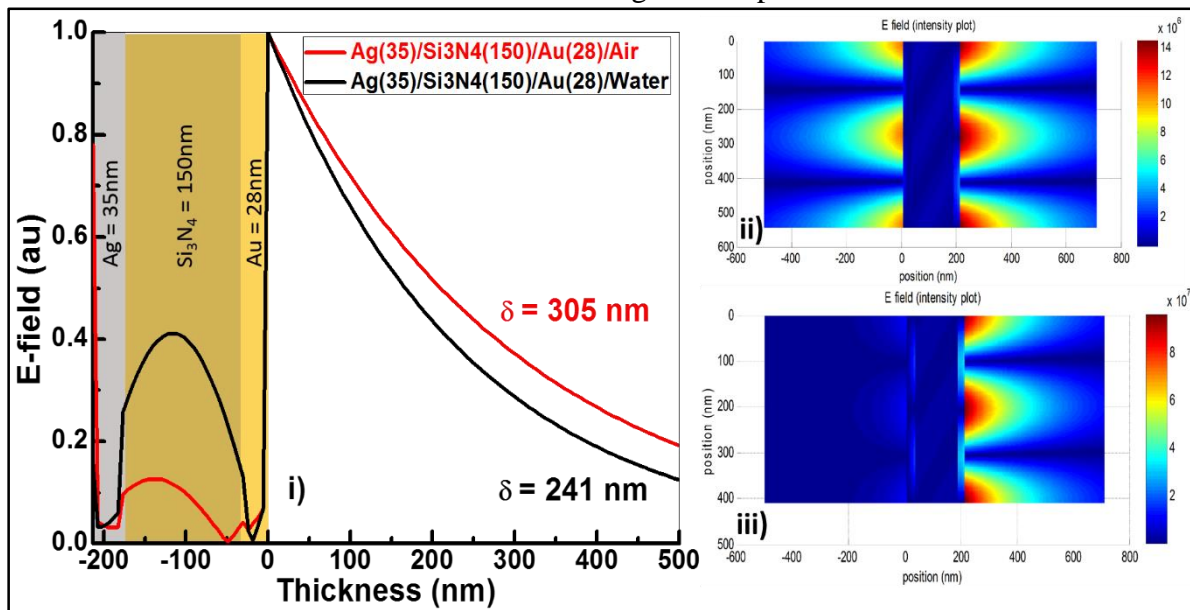 1.0
0.8
0.6
0.4
0.2
0.0
E-field (au)
-200 -100 0 100 200 300 400 500
Thickness (nm)
Ag(35)/Si3N4(150)/Au(28)/Air
Ag(35)/Si3N4(150)/Au(28)/Water
Ag = 35nm
Si₃N₄ = 150nm
Au = 28nm
δ = 305 nm
δ = 241 nm
i)
E field (intensity plot)
x 10⁶
0
100
200
300
400
500
600
position (nm)
-600 -400 -200 0 200 400 600 800
position (nm)
14
12
10
8
6
4
2
ii)
E field (intensity plot)
x 10⁷
0
100
200
300
400
500
position (nm)
-600 -400 -200 0 200 400 600 800
position (nm)
8
6
4
2
iii)